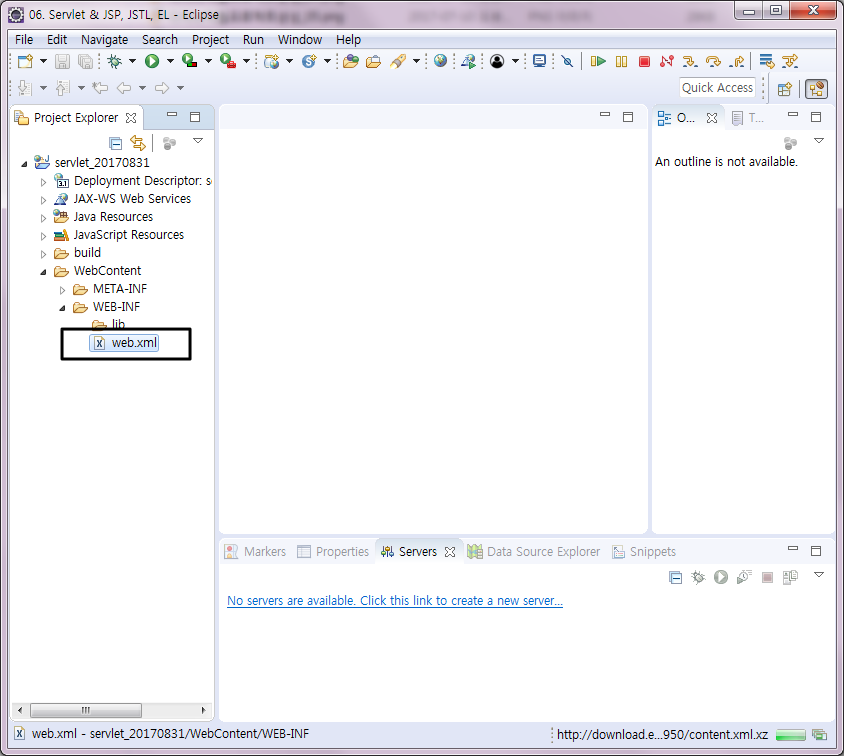 06. Servlet & JSP, JSTL, EL - Eclipse
File Edit Navigate Search Project Run Window Help
Quick Access
Project Explorer
O...
T...
servlet_20170831
An outline is not available.
3.1
Deployment Descriptor: s
JAX-WS Web Services
Java Resources
JavaScript Resources
build
WebContent
META-INF
WEB-INF
lib
web.xml
Markers
Properties
Servers
Data Source Explorer
Snippets
No servers are available. Click this link to create a new server...
web.xml - servlet_20170831/WebContent/WEB-INF
http://download.e...950/content.xml.xz